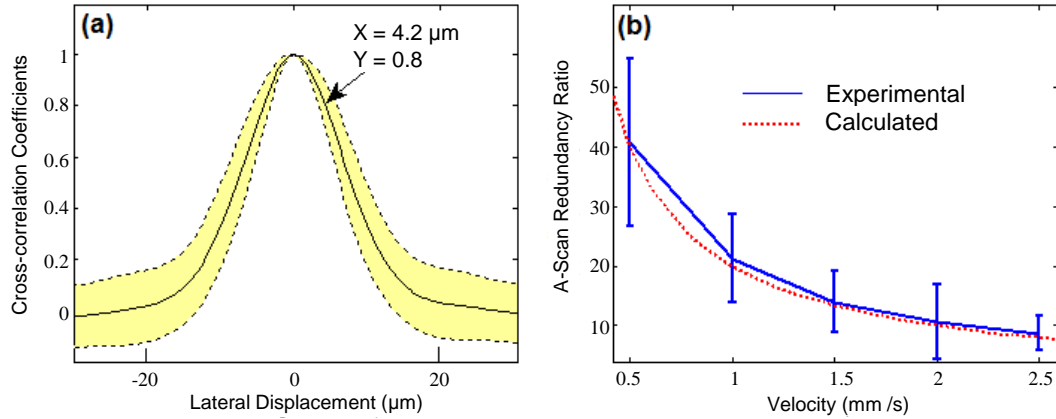 (a)
X = 4.2 µm
Y = 0.8
Cross-correlation Coefficients
1
0.8
0.6
0.4
0.2
0
-20
0
20
Lateral Displacement (µm)
(b)
Experimental
Calculated
A-Scan Redundancy Ratio
50
40
30
20
10
0.5
1
1.5
2
2.5
Velocity (mm /s)